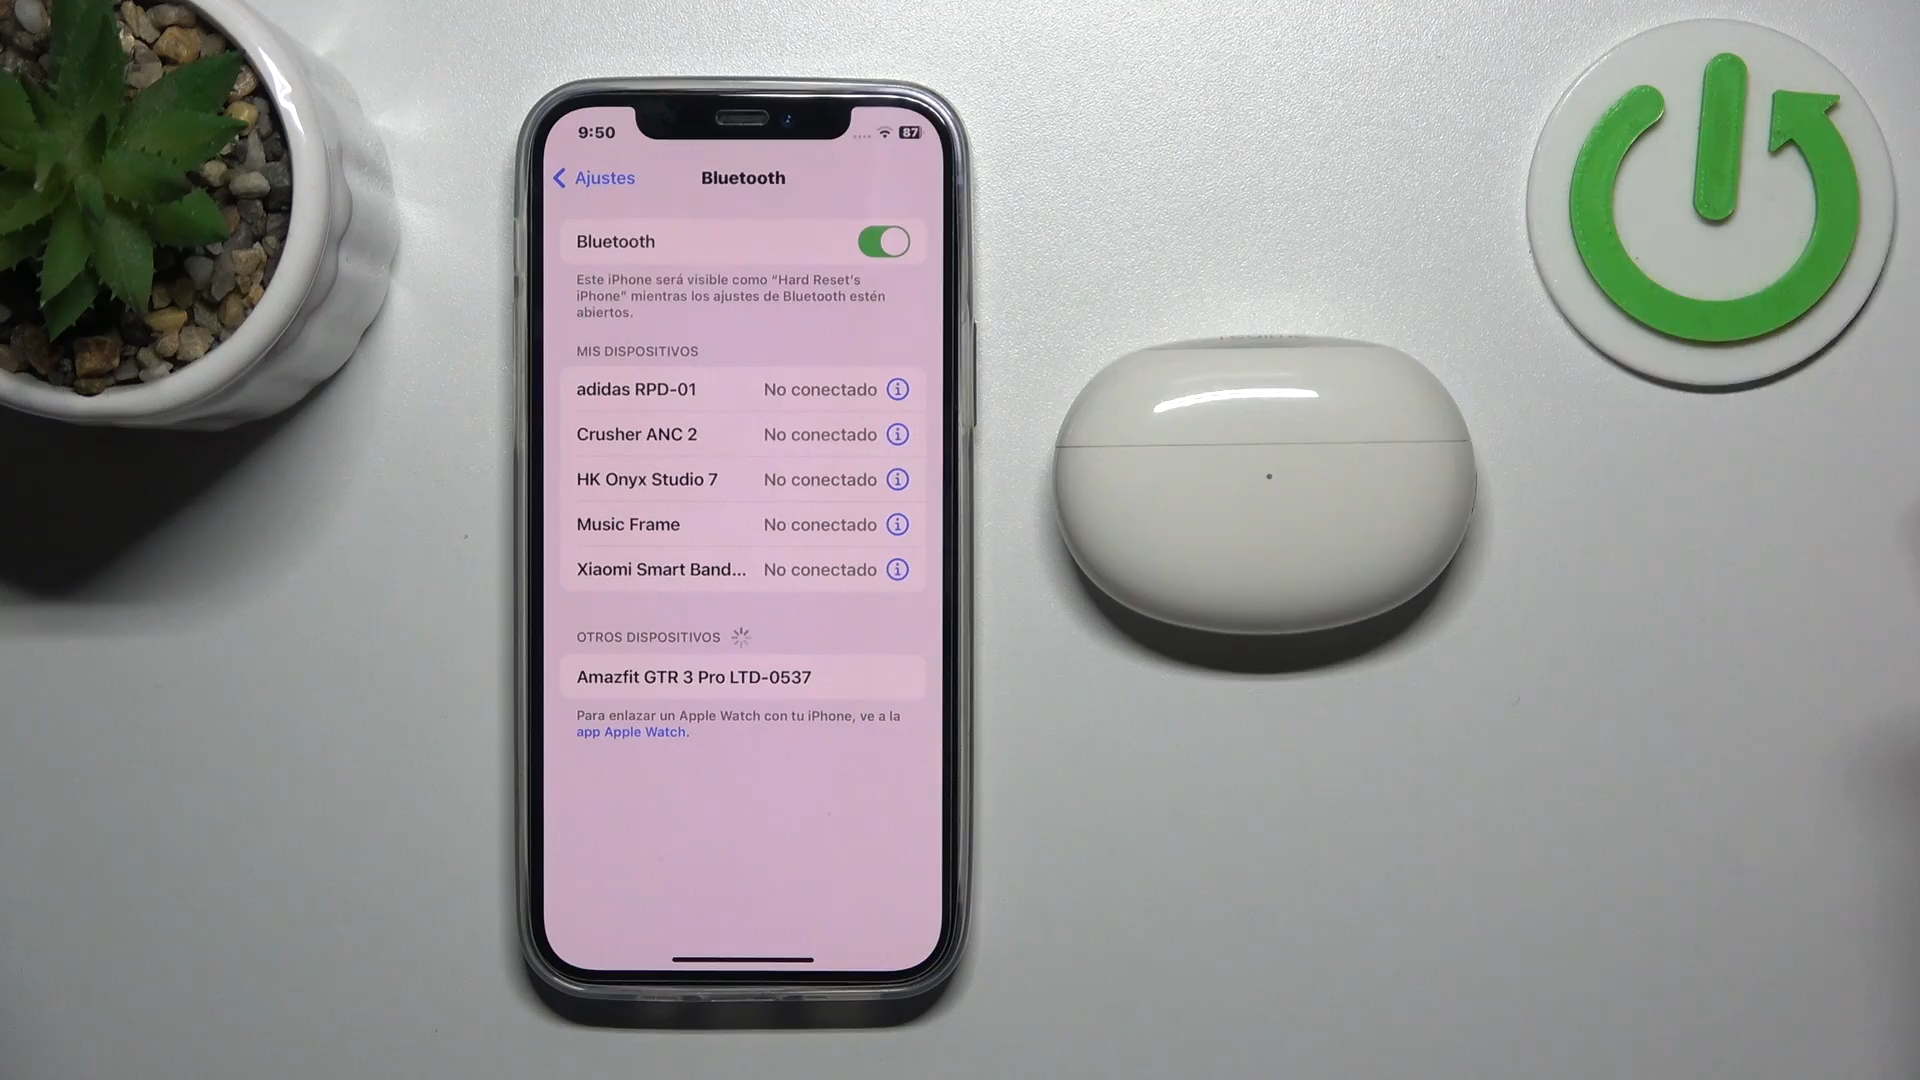 9:50
87
Ajustes
Bluetooth
Bluetooth
Este iPhone será visible como “Hard Reset’s
iPhone” mientras los ajustes de Bluetooth estén
abiertos.
MIS DISPOSITIVOS
adidas RPD-01 No conectado
Crusher ANC 2 No conectado
HK Onyx Studio 7 No conectado
Music Frame No conectado
Xiaomi Smart Band... No conectado
OTROS DISPOSITIVOS
Amazfit GTR 3 Pro LTD-0537
Para enlazar un Apple Watch con tu iPhone, ve a la
app Apple Watch.